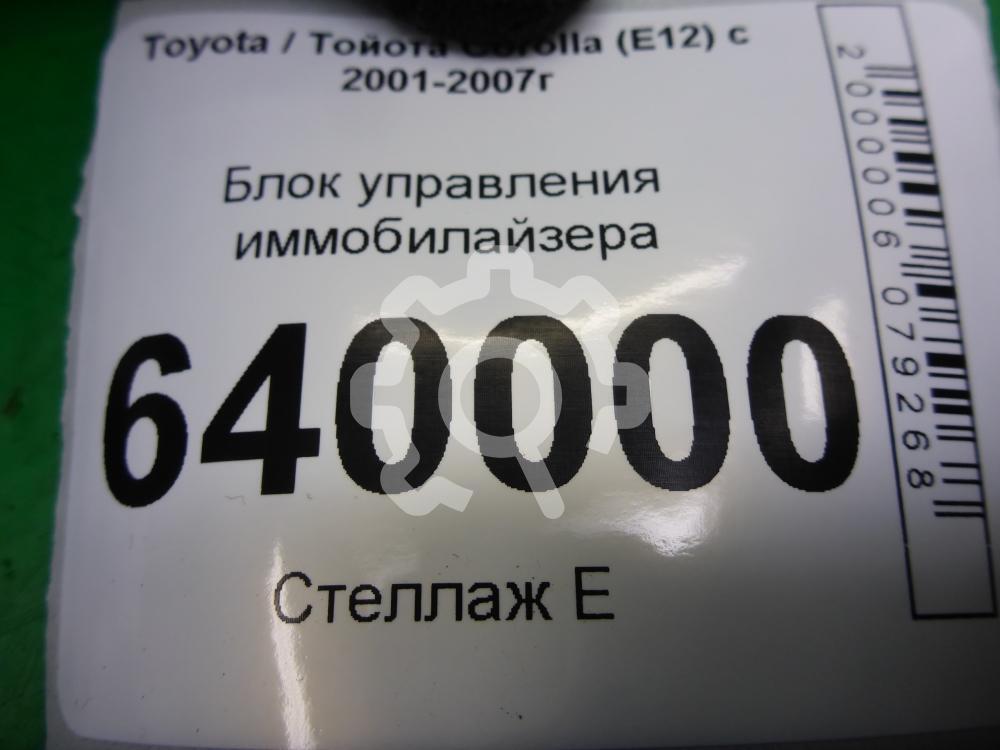 Toyota / Тойота Corolla (E12) с
2001-2007г
Блок управления
иммобилайзера
640000
Стеллаж Е
2000006079268